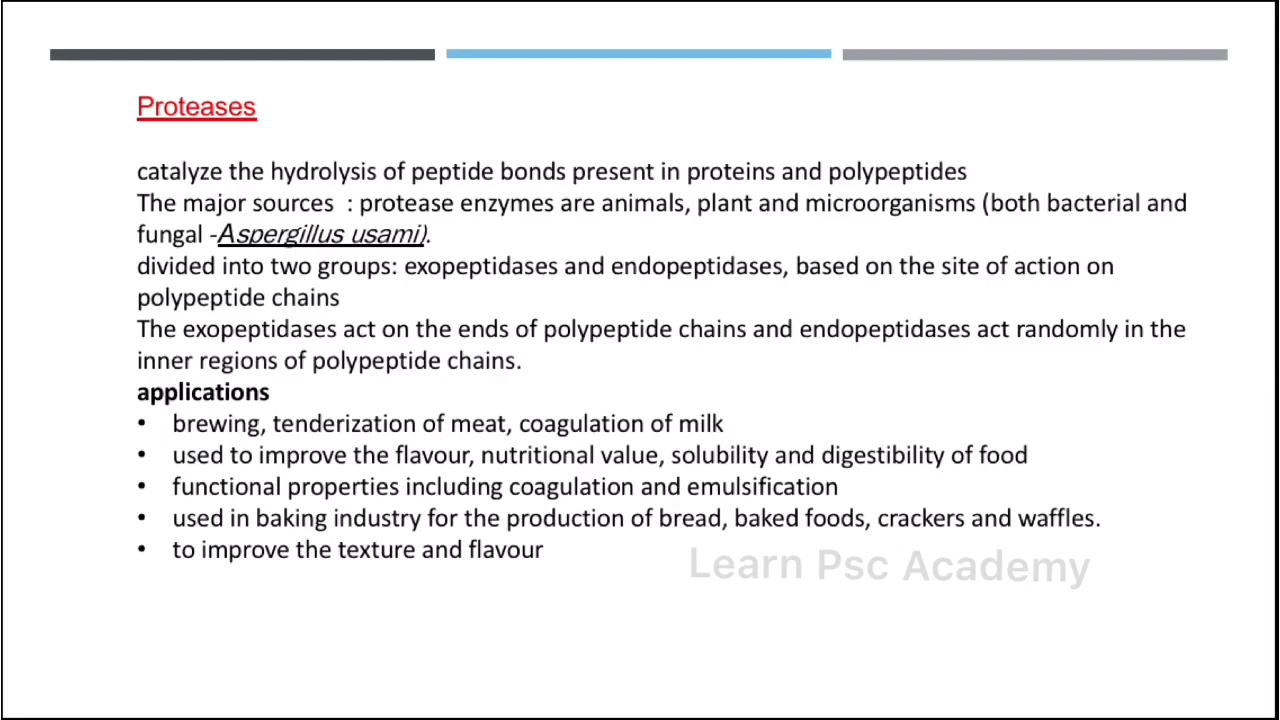 Proteases
catalyze the hydrolysis of peptide bonds present in proteins and polypeptides
The major sources : protease enzymes are animals, plant and microorganisms (both bacterial and
fungal -Aspergillus usami).
divided into two groups: exopeptidases and endopeptidases, based on the site of action on
polypeptide chains
The exopeptidases act on the ends of polypeptide chains and endopeptidases act randomly in the
inner regions of polypeptide chains.
applications
• brewing, tenderization of meat, coagulation of milk
• used to improve the flavour, nutritional value, solubility and digestibility of food
• functional properties including coagulation and emulsification
• used in baking industry for the production of bread, baked foods, crackers and waffles.
• to improve the texture and flavour
Learn Psc Academy